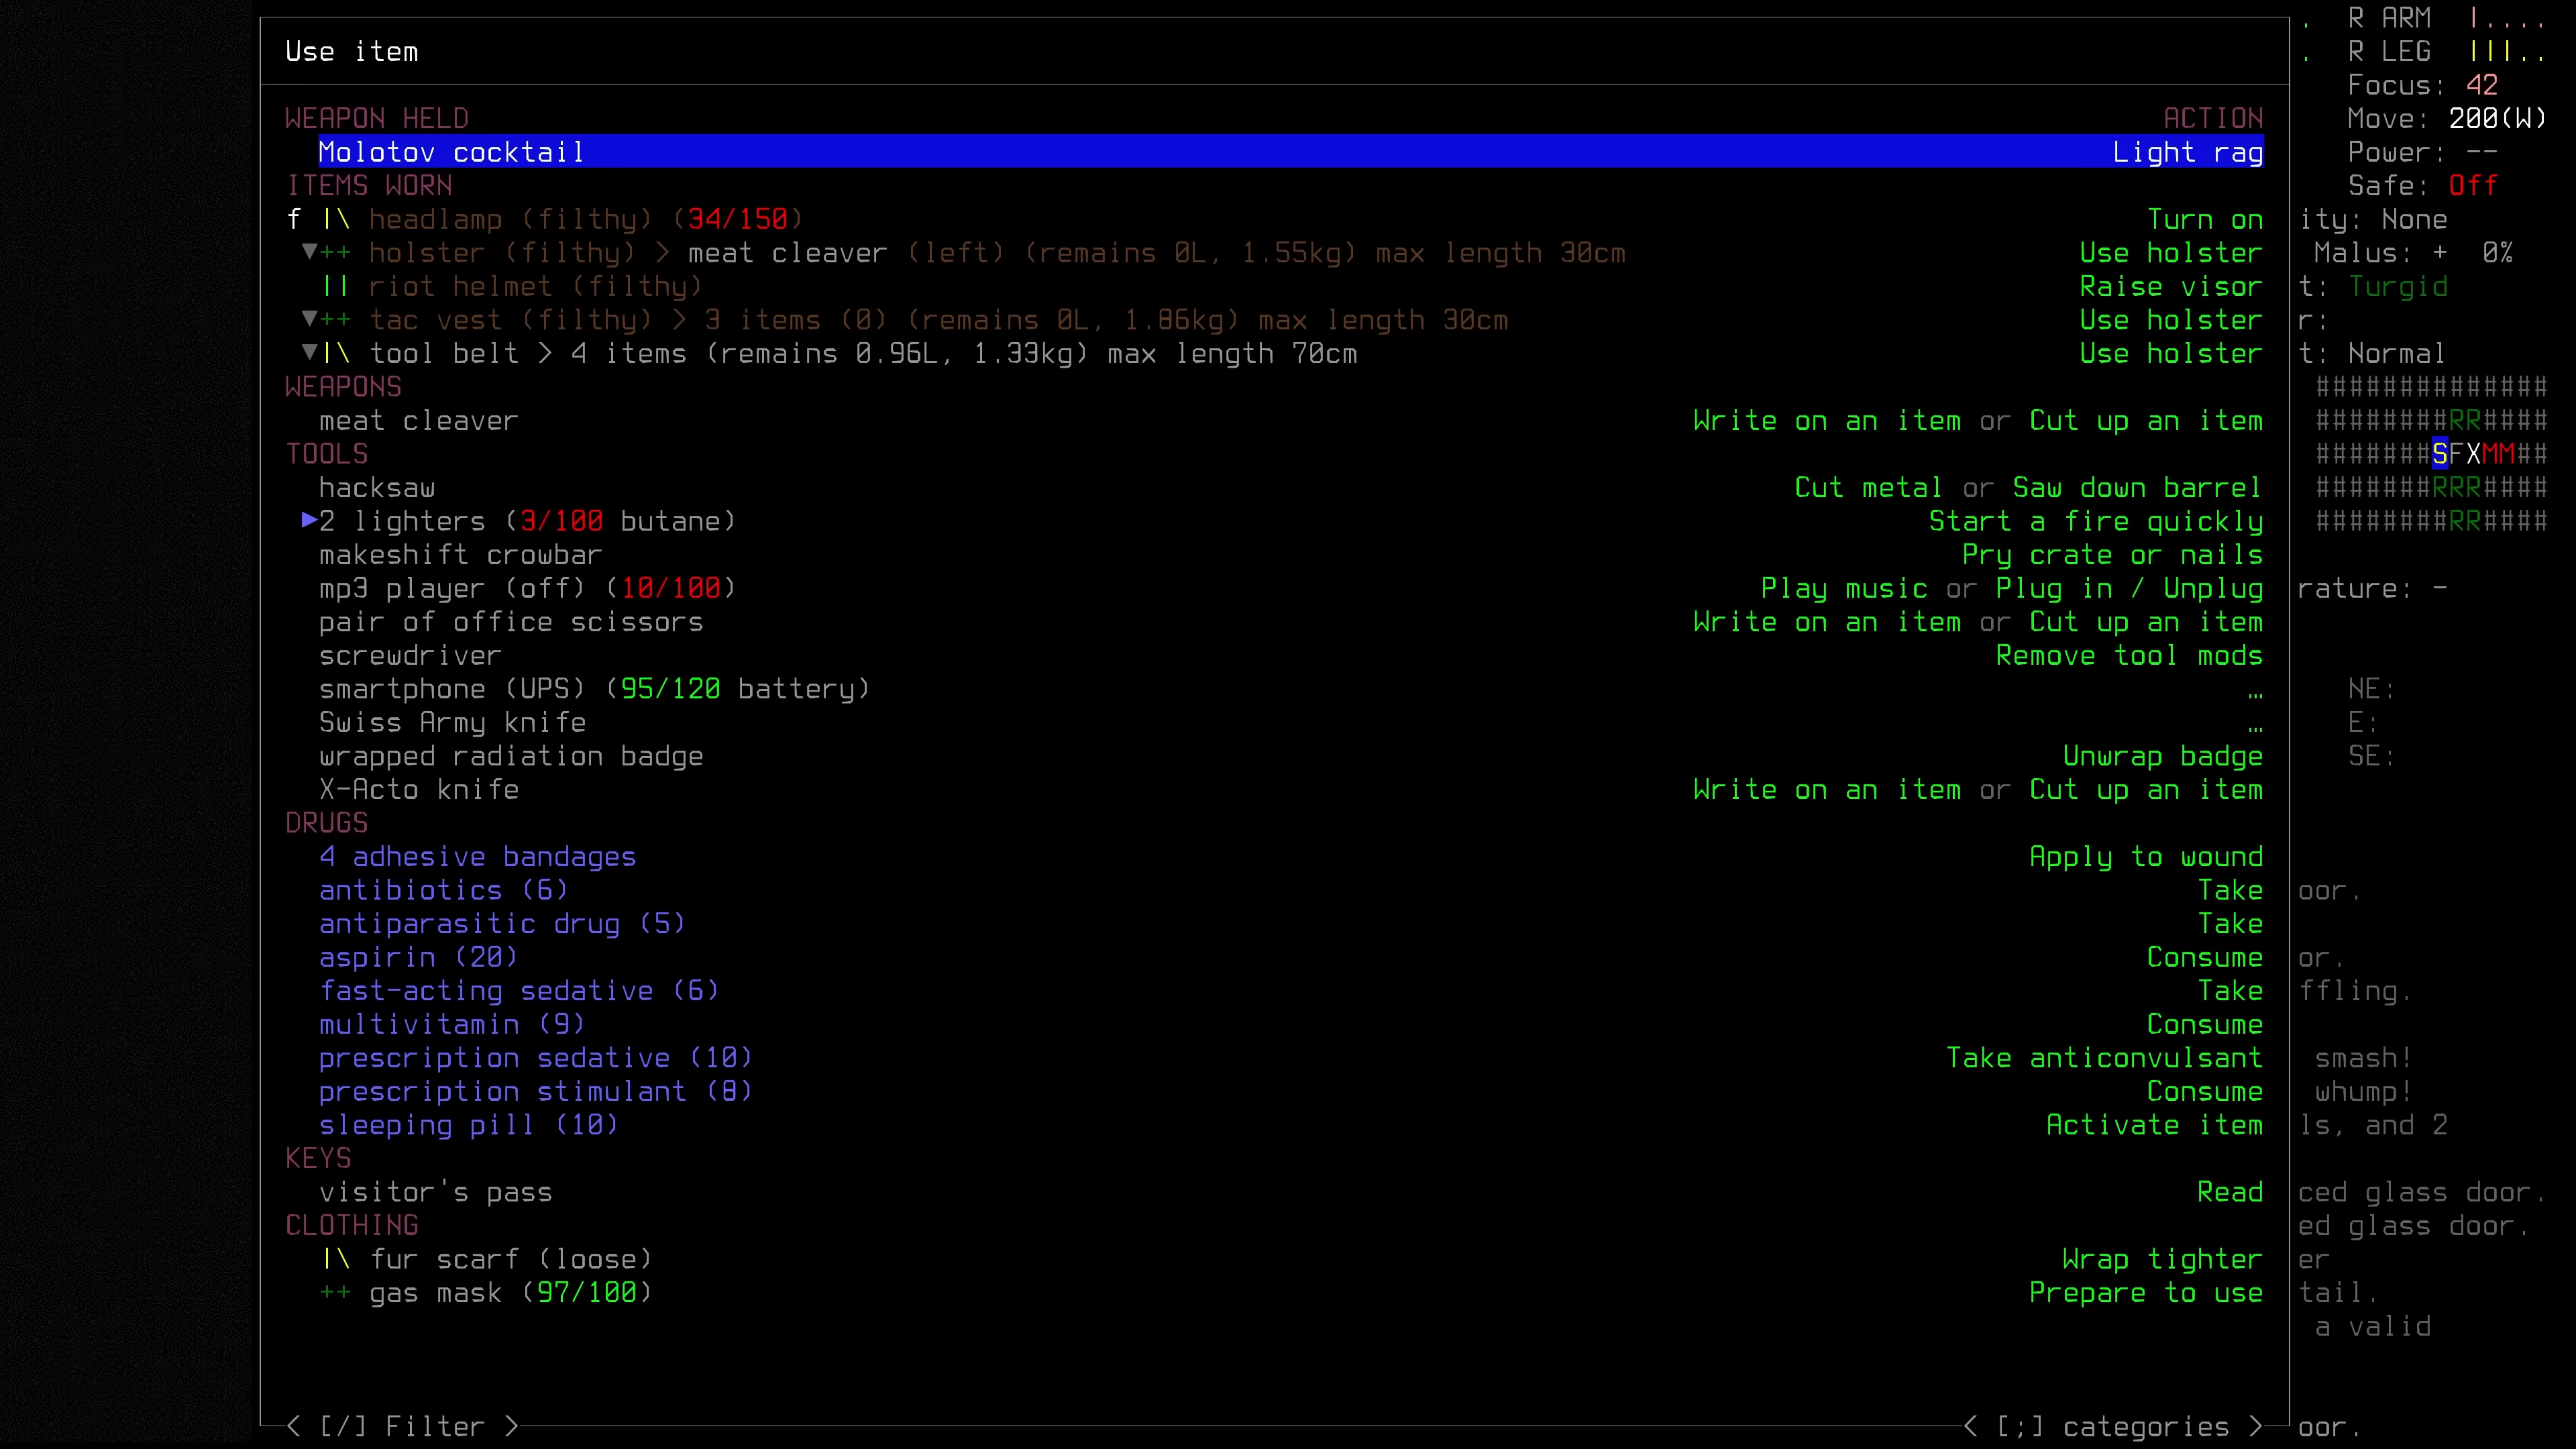 . R ARM |....
Use item . R LEG |||..
Focus: 42
WEAPON HELD ACTION Move: 200(W)
Molotov cocktail Light rag Power: --
ITEMS WORN Safe: Off
f |\ headlamp (filthy) (34/150) Turn on ity: None
▼++ holster (filthy) > meat cleaver (left) (remains 0L, 1.55kg) max length 30cm Use holster Malus: + 0%
|| riot helmet (filthy) Raise visor t: Turgid
▼++ tac vest (filthy) > 3 items (0) (remains 0L, 1.86kg) max length 30cm Use holster r:
▼|\ tool belt > 4 items (remains 0.96L, 1.33kg) max length 70cm Use holster t: Normal
WEAPONS ##############
meat cleaver Write on an item or Cut up an item ########RR####
TOOLS #######SFXMM##
hacksaw Cut metal or Saw down barrel #######RRR####
▶2 lighters (3/100 butane) Start a fire quickly ########RR####
makeshift crowbar Pry crate or nails
mp3 player (off) (10/100) Play music or Plug in / Unplug rature: -
pair of office scissors Write on an item or Cut up an item
screwdriver Remove tool mods
smartphone (UPS) (95/120 battery) … NE:
Swiss Army knife … E:
wrapped radiation badge Unwrap badge SE:
X-Acto knife Write on an item or Cut up an item
DRUGS
4 adhesive bandages Apply to wound
antibiotics (6) Take oor.
antiparasitic drug (5) Take
aspirin (20) Consume or.
fast-acting sedative (6) Take ffling.
multivitamin (9) Consume
prescription sedative (10) Take anticonvulsant smash!
prescription stimulant (8) Consume whump!
sleeping pill (10) Activate item ls, and 2
KEYS
visitor's pass Read ced glass door.
CLOTHING ed glass door.
|\ fur scarf (loose) Wrap tighter er
++ gas mask (97/100) Prepare to use tail.
a valid
< [/] Filter > < [;] categories > oor.